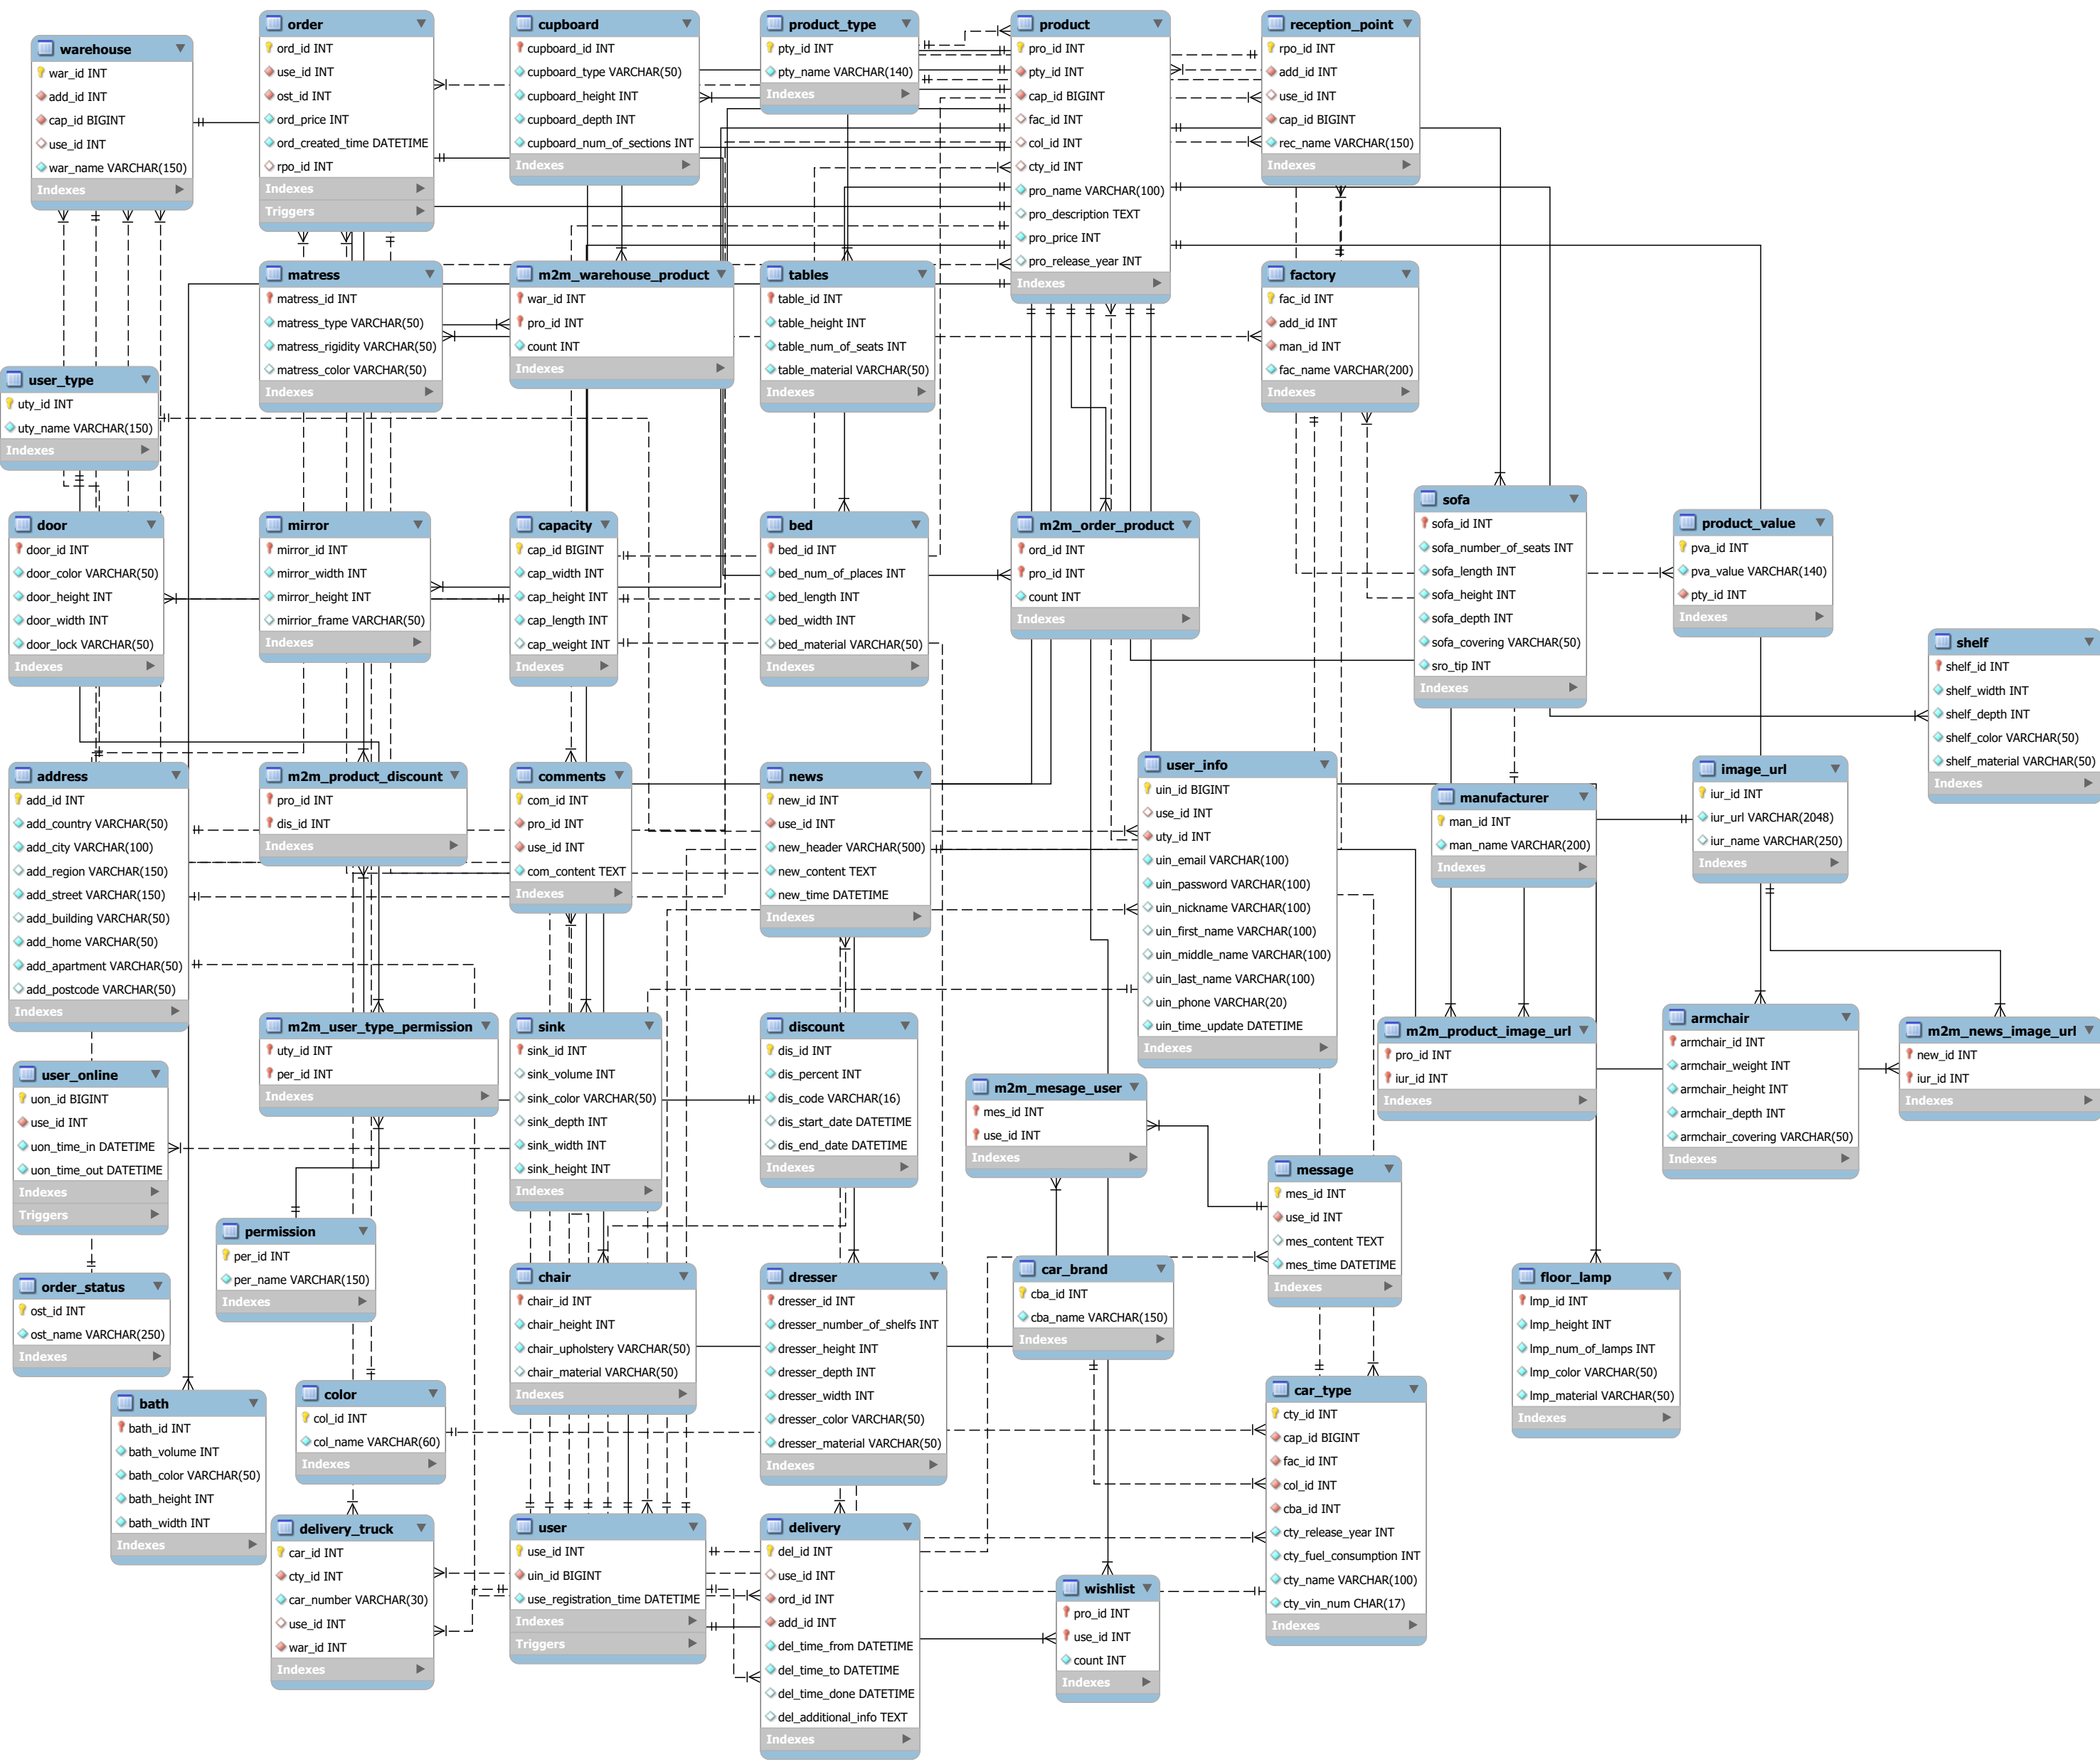 warehouse
war_id INT
add_id INT
cap_id BIGINT
use_id INT
war_name VARCHAR(150)
Indexes
order
ord_id INT
use_id INT
ost_id INT
ord_price INT
ord_created_time DATETIME
rpo_id INT
Indexes
Triggers
cupboard
cupboard_id INT
cupboard_type VARCHAR(50)
cupboard_height INT
cupboard_depth INT
cupboard_num_of_sections INT
Indexes
product_type
pty_id INT
pty_name VARCHAR(140)
Indexes
product
pro_id INT
pty_id INT
cap_id BIGINT
fac_id INT
col_id INT
cty_id INT
pro_name VARCHAR(100)
pro_description TEXT
pro_price INT
pro_release_year INT
Indexes
reception_point
rpo_id INT
add_id INT
use_id INT
cap_id BIGINT
rec_name VARCHAR(150)
Indexes
matress
matress_id INT
matress_type VARCHAR(50)
matress_rigidity VARCHAR(50)
matress_color VARCHAR(50)
Indexes
m2m_warehouse_product
war_id INT
pro_id INT
count INT
Indexes
tables
table_id INT
table_height INT
table_num_of_seats INT
table_material VARCHAR(50)
Indexes
factory
fac_id INT
add_id INT
man_id INT
fac_name VARCHAR(200)
Indexes
user_type
uty_id INT
uty_name VARCHAR(150)
Indexes
door
door_id INT
door_color VARCHAR(50)
door_height INT
door_width INT
door_lock VARCHAR(50)
Indexes
mirror
mirror_id INT
mirror_width INT
mirror_height INT
mirrior_frame VARCHAR(50)
Indexes
capacity
cap_id BIGINT
cap_width INT
cap_height INT
cap_length INT
cap_weight INT
Indexes
bed
bed_id INT
bed_num_of_places INT
bed_length INT
bed_width INT
bed_material VARCHAR(50)
Indexes
m2m_order_product
ord_id INT
pro_id INT
count INT
Indexes
sofa
sofa_id INT
sofa_number_of_seats INT
sofa_length INT
sofa_height INT
sofa_depth INT
sofa_covering VARCHAR(50)
sro_tip INT
Indexes
product_value
pva_id INT
pva_value VARCHAR(140)
pty_id INT
Indexes
shelf
shelf_id INT
shelf_width INT
shelf_depth INT
shelf_color VARCHAR(50)
shelf_material VARCHAR(50)
Indexes
address
add_id INT
add_country VARCHAR(50)
add_city VARCHAR(100)
add_region VARCHAR(150)
add_street VARCHAR(150)
add_building VARCHAR(50)
add_home VARCHAR(50)
add_apartment VARCHAR(50)
add_postcode VARCHAR(50)
Indexes
m2m_product_discount
pro_id INT
dis_id INT
Indexes
comments
com_id INT
pro_id INT
use_id INT
com_content TEXT
Indexes
news
new_id INT
use_id INT
new_header VARCHAR(500)
new_content TEXT
new_time DATETIME
Indexes
user_info
uin_id BIGINT
use_id INT
uty_id INT
uin_email VARCHAR(100)
uin_password VARCHAR(100)
uin_nickname VARCHAR(100)
uin_first_name VARCHAR(100)
uin_middle_name VARCHAR(100)
uin_last_name VARCHAR(100)
uin_phone VARCHAR(20)
uin_time_update DATETIME
Indexes
manufacturer
man_id INT
man_name VARCHAR(200)
Indexes
image_url
iur_id INT
iur_url VARCHAR(2048)
iur_name VARCHAR(250)
Indexes
user_online
uon_id BIGINT
use_id INT
uon_time_in DATETIME
uon_time_out DATETIME
Indexes
Triggers
m2m_user_type_permission
uty_id INT
per_id INT
Indexes
sink
sink_id INT
sink_volume INT
sink_color VARCHAR(50)
sink_depth INT
sink_width INT
sink_height INT
Indexes
discount
dis_id INT
dis_percent INT
dis_code VARCHAR(16)
dis_start_date DATETIME
dis_end_date DATETIME
Indexes
m2m_mesage_user
mes_id INT
use_id INT
Indexes
m2m_product_image_url
pro_id INT
iur_id INT
Indexes
armchair
armchair_id INT
armchair_weight INT
armchair_height INT
armchair_depth INT
armchair_covering VARCHAR(50)
Indexes
m2m_news_image_url
new_id INT
iur_id INT
Indexes
message
mes_id INT
use_id INT
mes_content TEXT
mes_time DATETIME
Indexes
order_status
ost_id INT
ost_name VARCHAR(250)
Indexes
permission
per_id INT
per_name VARCHAR(150)
Indexes
chair
chair_id INT
chair_height INT
chair_upholstery VARCHAR(50)
chair_material VARCHAR(50)
Indexes
dresser
dresser_id INT
dresser_number_of_shelfs INT
dresser_height INT
dresser_depth INT
dresser_width INT
dresser_color VARCHAR(50)
dresser_material VARCHAR(50)
Indexes
car_brand
cba_id INT
cba_name VARCHAR(150)
Indexes
floor_lamp
lmp_id INT
lmp_height INT
lmp_num_of_lamps INT
lmp_color VARCHAR(50)
lmp_material VARCHAR(50)
Indexes
bath
bath_id INT
bath_volume INT
bath_color VARCHAR(50)
bath_height INT
bath_width INT
Indexes
color
col_id INT
col_name VARCHAR(60)
Indexes
car_type
cty_id INT
cap_id BIGINT
fac_id INT
col_id INT
cba_id INT
cty_release_year INT
cty_fuel_consumption INT
cty_name VARCHAR(100)
cty_vin_num CHAR(17)
Indexes
delivery_truck
car_id INT
cty_id INT
car_number VARCHAR(30)
use_id INT
war_id INT
Indexes
user
use_id INT
uin_id BIGINT
use_registration_time DATETIME
Indexes
Triggers
delivery
del_id INT
use_id INT
ord_id INT
add_id INT
del_time_from DATETIME
del_time_to DATETIME
del_time_done DATETIME
del_additional_info TEXT
Indexes
wishlist
pro_id INT
use_id INT
count INT
Indexes